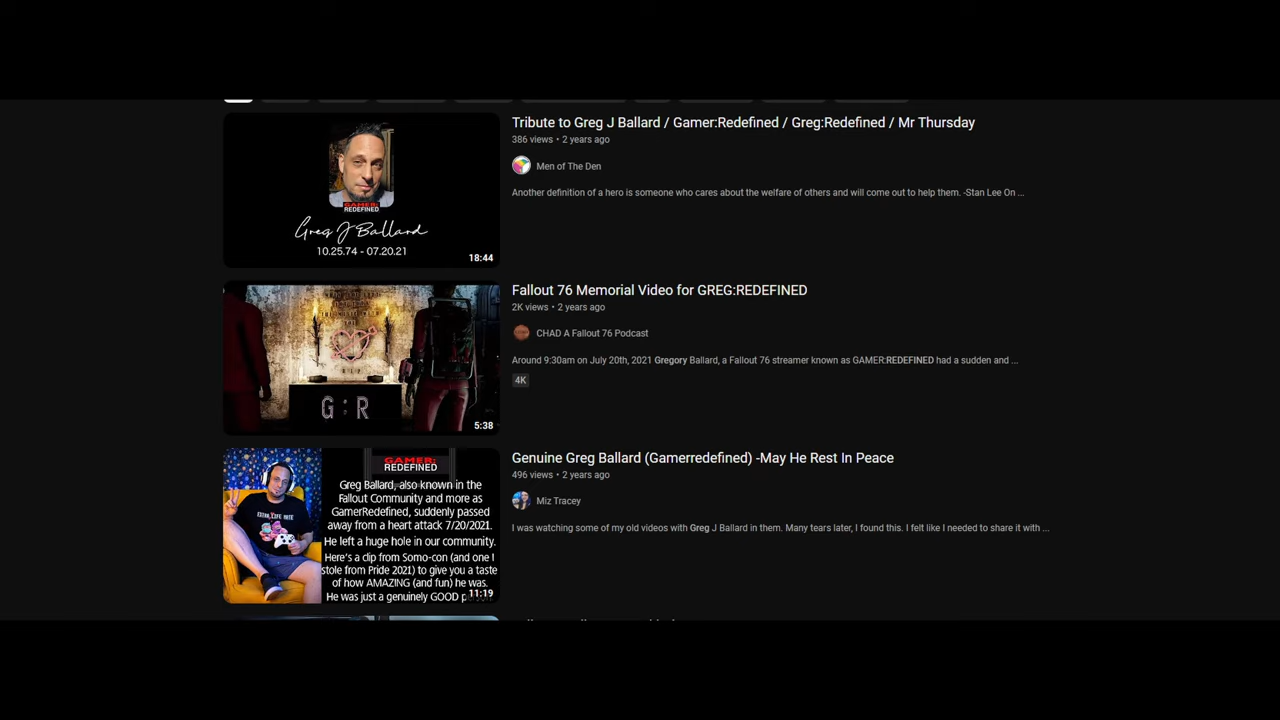 Tribute to Greg J Ballard / Gamer:Redefined / Greg:Redefined / Mr Thursday
386 views • 2 years ago
Men of The Den
Another definition of a hero is someone who cares about the welfare of others and will come out to help them. -Stan Lee On ...
GAMER:
REDEFINED
Greg J Ballard
10.25.74 - 07.20.21
18:44
Fallout 76 Memorial Video for GREG:REDEFINED
2K views • 2 years ago
CHAD A Fallout 76 Podcast
Around 9:30am on July 20th, 2021 Gregory Ballard, a Fallout 76 streamer known as GAMER:REDEFINED had a sudden and ...
4K
G:R
5:38
Genuine Greg Ballard (Gamerredefined) -May He Rest In Peace
496 views • 2 years ago
Miz Tracey
I was watching some of my old videos with Greg J Ballard in them. Many tears later, I found this. I felt like I needed to share it with ...
GAMER:
REDEFINED
Greg Ballard, also known in the
Fallout Community and more as
GamerRedefined, suddenly passed
away from a heart attack 7/20/2021.
He left a huge hole in our community.
Here's a clip from Somo-con (and one I
stole from Pride 2021) to give you a taste
of how AMAZING (and fun) he was.
He was just a genuinely GOOD
11:19